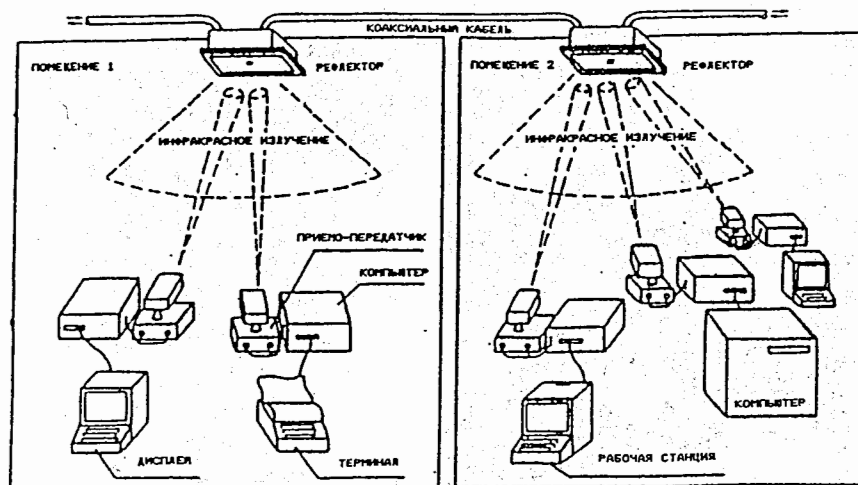 КОАКСИАЛЬНЫЙ КАБЕЛЬ
ПОМЕЩЕНИЕ 1
РЕФЛЕКТОР
ПОМЕЩЕНИЕ 2
РЕФЛЕКТОР
ИНФРАКРАСНОЕ ИЗЛУЧЕНИЕ
ИНФРАКРАСНОЕ ИЗЛУЧЕНИЕ
ПРИЕМО-ПЕРЕДАТЧИК
КОМПЬЮТЕР
КОМПЬЮТЕР
ДИСПЛЕЙ
ТЕРМИНАЛ
РАБОЧАЯ СТАНЦИЯ